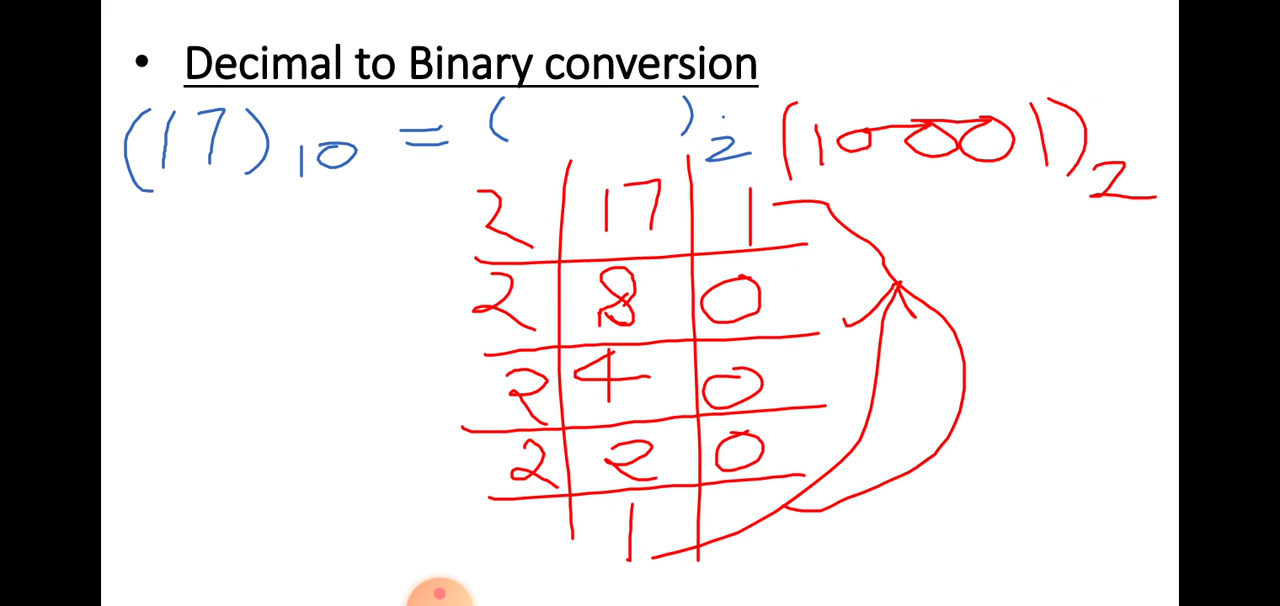 • Decimal to Binary conversion
(17)10 = ( )2 (10001)2
2 17 1
2 8 0
2 4 0
2 2 0
1